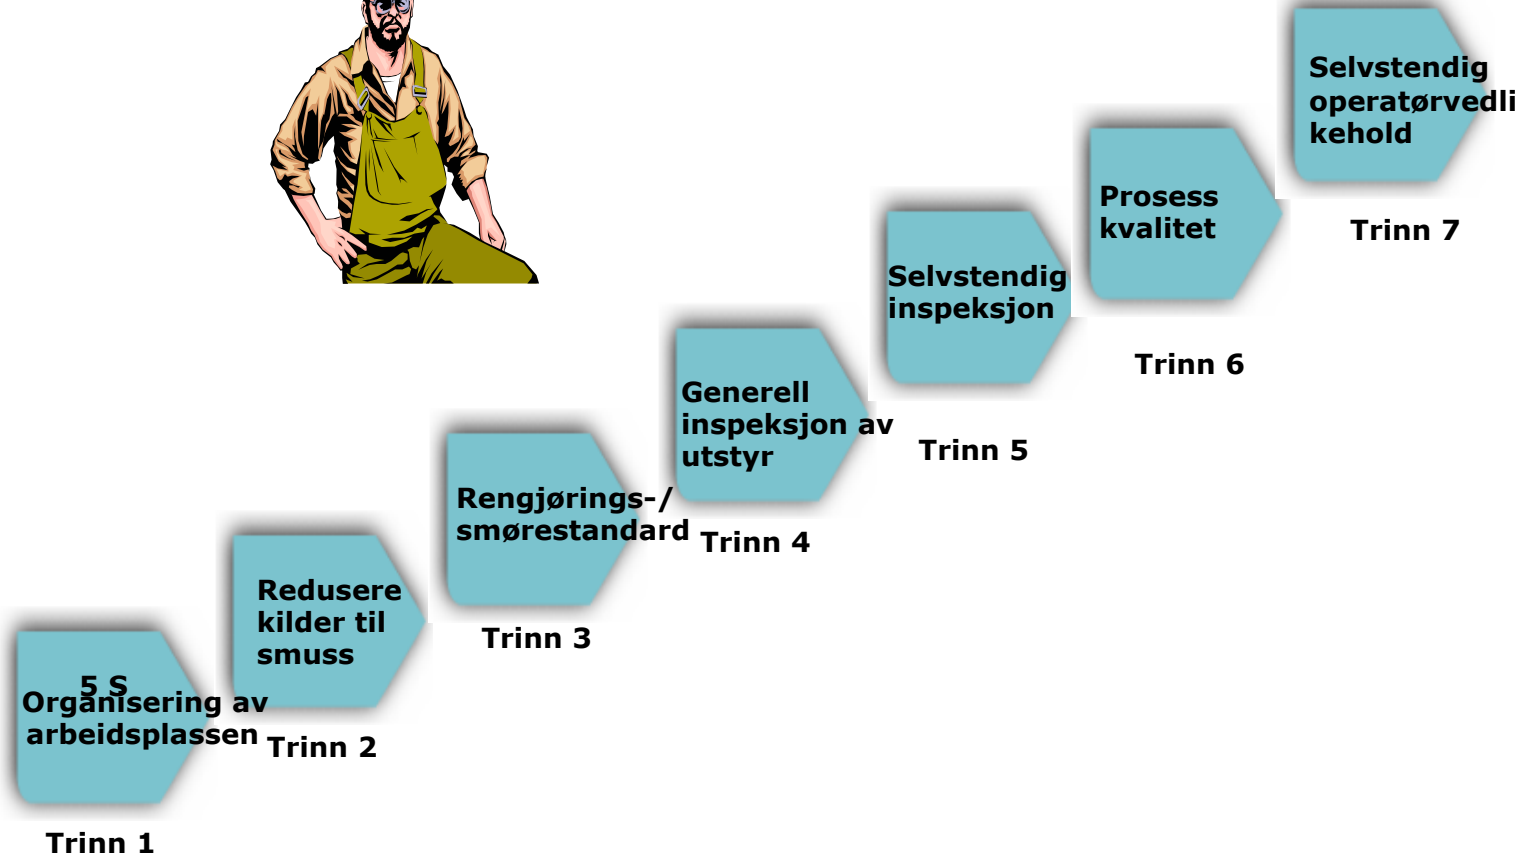 5 S
Organisering av
arbeidsplassen
Trinn 1
Redusere
kilder til
smuss
Trinn 2
Rengjørings-/
smørestandard
Trinn 3
Generell
inspeksjon av
utstyr
Trinn 4
Selvstendig
inspeksjon
Trinn 5
Prosess
kvalitet
Trinn 6
Selvstendig
operatørvedli
kehold
Trinn 7